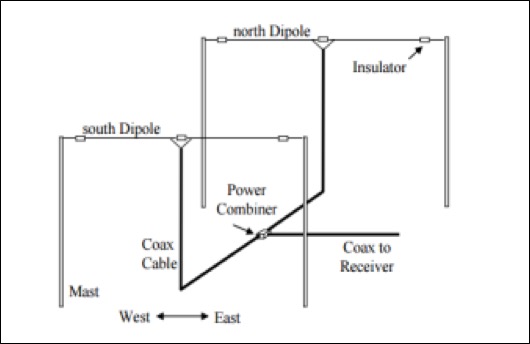 north Dipole
Insulator
south Dipole
Power
Combiner
Coax
Cable
Coax to
Receiver
Mast
West East